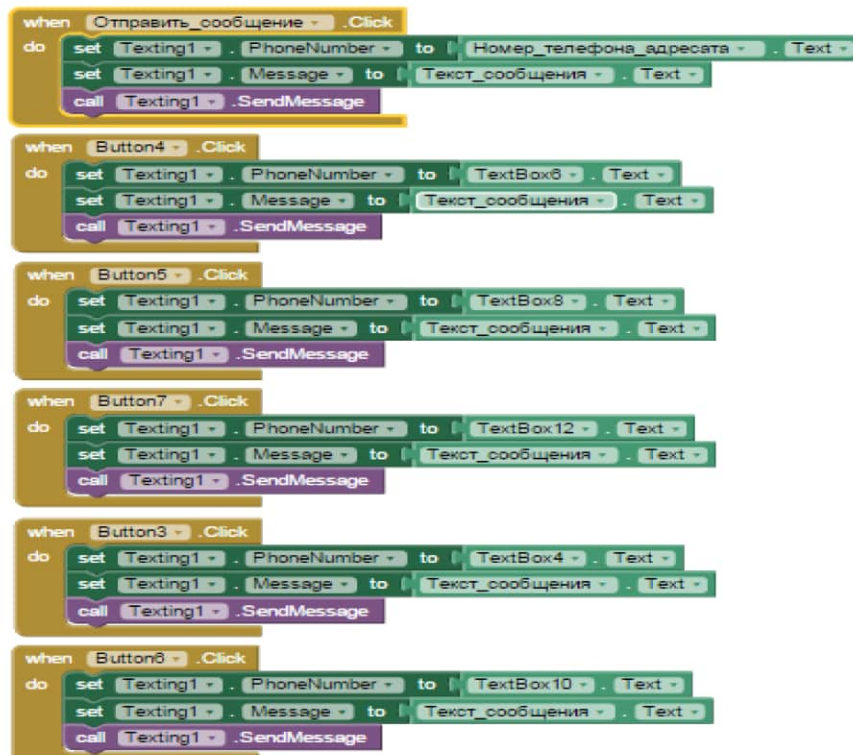 when Отправить_сообщение .Click
do set Texting1 . PhoneNumber to Номер_телефона_адресата . Text
set Texting1 . Message to Текст_сообщения . Text
call Texting1 .SendMessage
when Button4 .Click
do set Texting1 . PhoneNumber to TextBox6 . Text
set Texting1 . Message to Текст_сообщения . Text
call Texting1 .SendMessage
when Button5 .Click
do set Texting1 . PhoneNumber to TextBox8 . Text
set Texting1 . Message to Текст_сообщения . Text
call Texting1 .SendMessage
when Button7 .Click
do set Texting1 . PhoneNumber to TextBox12 . Text
set Texting1 . Message to Текст_сообщения . Text
call Texting1 .SendMessage
when Button3 .Click
do set Texting1 . PhoneNumber to TextBox4 . Text
set Texting1 . Message to Текст_сообщения . Text
call Texting1 .SendMessage
when Button6 .Click
do set Texting1 . PhoneNumber to TextBox10 . Text
set Texting1 . Message to Текст_сообщения . Text
call Texting1 .SendMessage